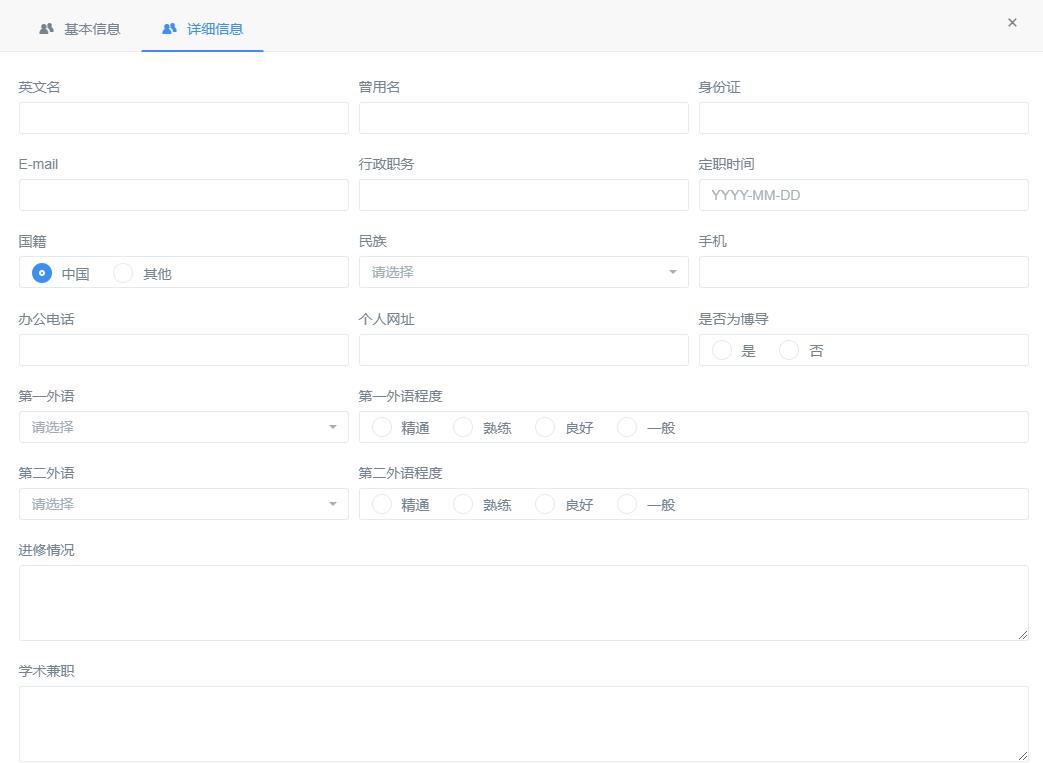 基本信息 详细信息 ×
英文名 曾用名 身份证
E-mail 行政职务 定职时间
YYYY-MM-DD
国籍 民族 手机
中国 其他 请选择
办公电话 个人网址 是否为博导
是 否
第一外语 第一外语程度
请选择 精通 熟练 良好 一般
第二外语 第二外语程度
请选择 精通 熟练 良好 一般
进修情况
学术兼职